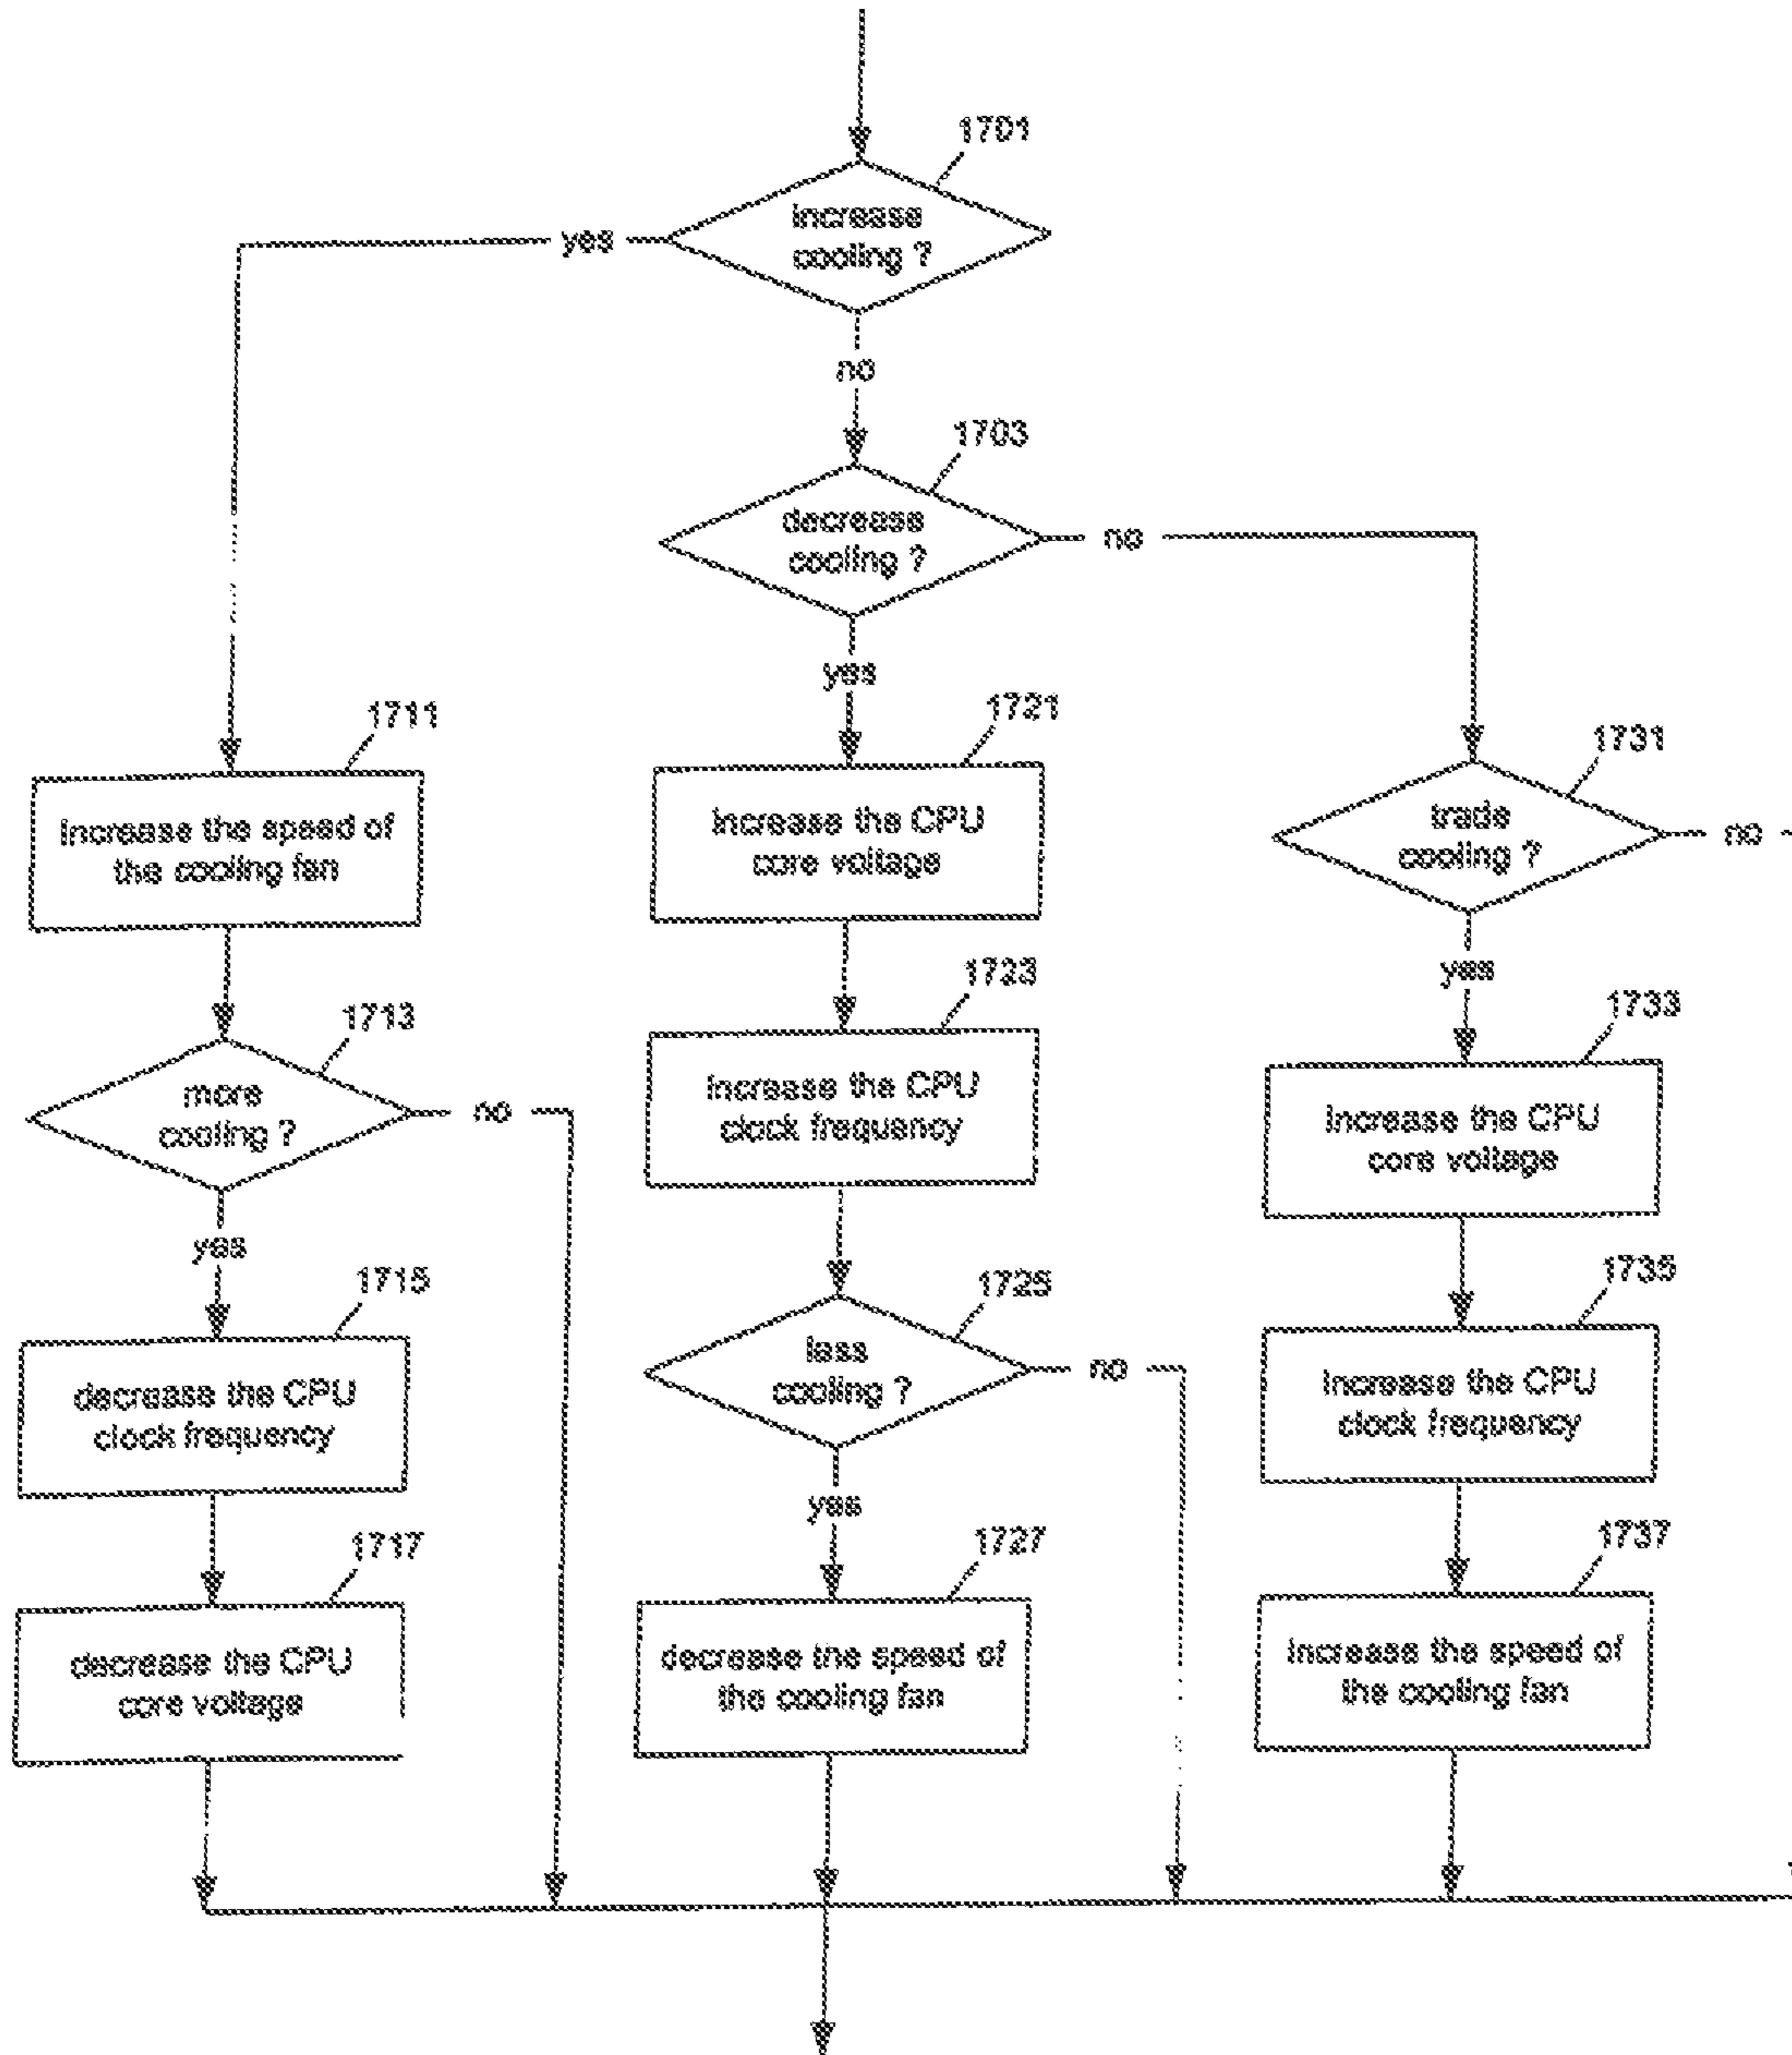 1701
increase
cooling ?
yes
no
1703
decrease
cooling ?
no
yes
1711
increase the speed of
the cooling fan
1721
increase the CPU
core voltage
1731
trade
cooling ?
no
yes
1713
more
cooling ?
no
yes
1723
increase the CPU
clock frequency
1733
increase the CPU
core voltage
1715
decrease the CPU
clock frequency
1725
less
cooling ?
no
yes
1735
increase the CPU
clock frequency
1717
decrease the CPU
core voltage
1727
decrease the speed of
the cooling fan
1737
increase the speed of
the cooling fan